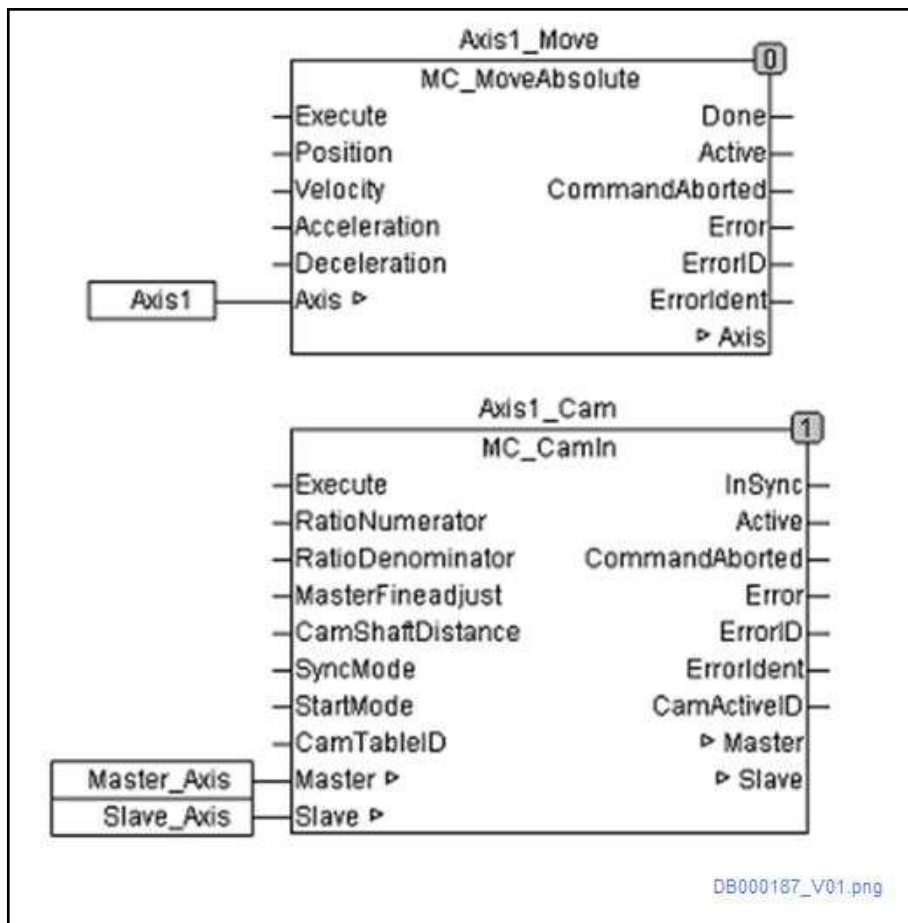 Axis1_Move
0
MC_MoveAbsolute
Execute Done
Position Active
Velocity CommandAborted
Acceleration Error
Deceleration ErrorID
Axis1 Axis ▷ ErrorIdent
▷ Axis
Axis1_Cam
1
MC_CamIn
Execute InSync
RatioNumerator Active
RatioDenominator CommandAborted
MasterFineadjust Error
CamShaftDistance ErrorID
SyncMode ErrorIdent
StartMode CamActiveID
CamTableID ▷ Master
Master_Axis Master ▷ ▷ Slave
Slave_Axis Slave ▷
DB000187_V01.png